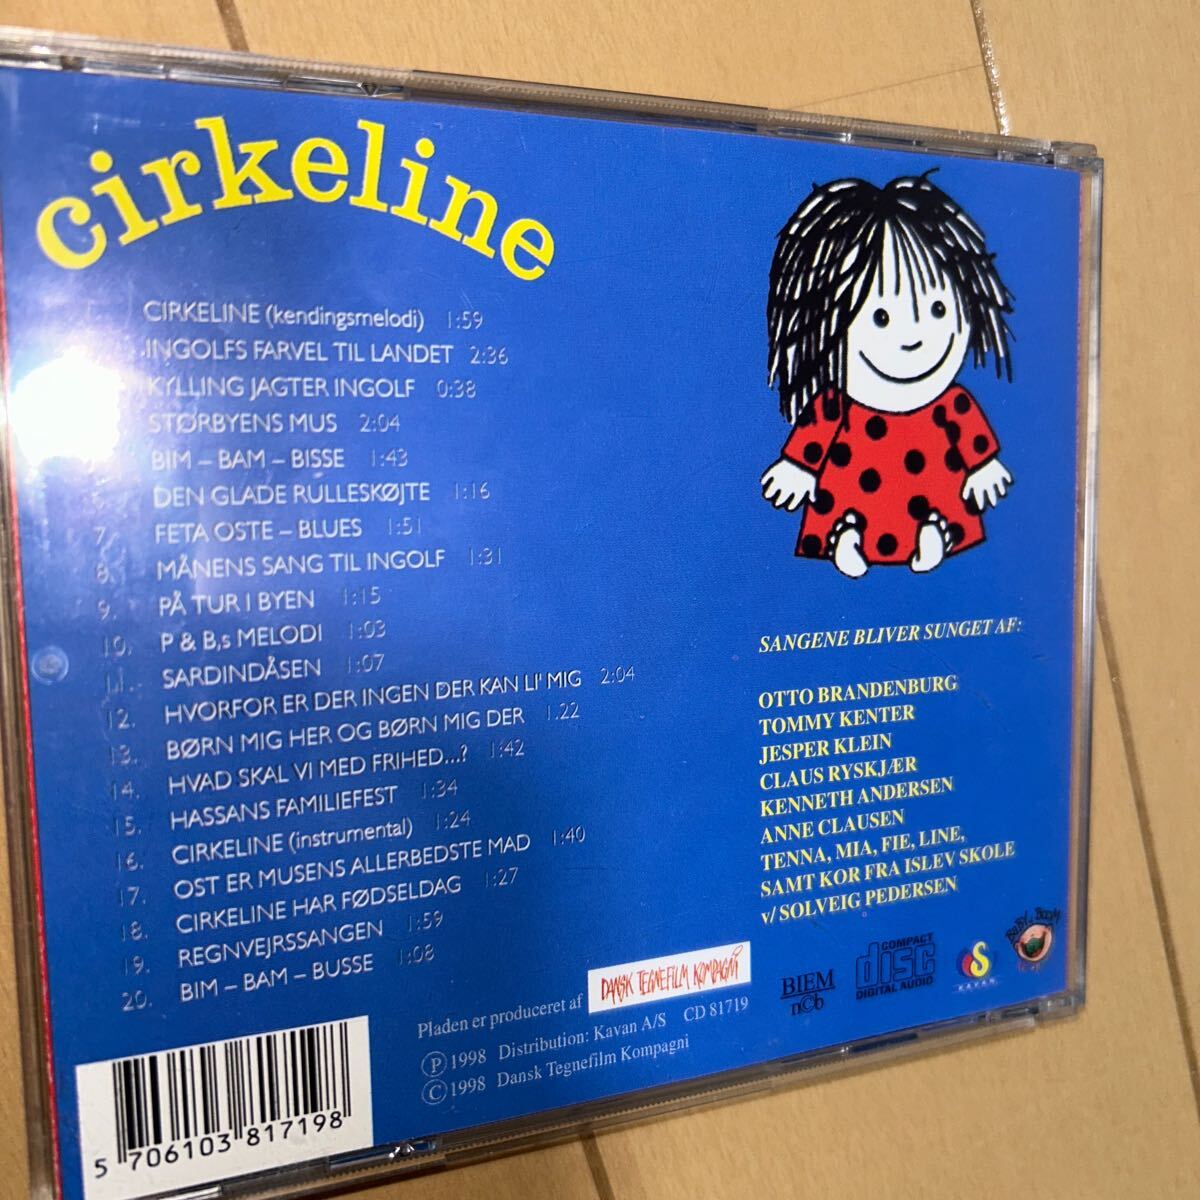 cirkeline
CIRKELINE (kendingsmelodi) 1:59
INGOLFS FARVEL TIL LANDET 2:36
KYLLING JAGTER INGOLF 0:38
STORBYENS MUS 2:04
BIM – BAM – BISSE 1:43
6. DEN GLADE RULLESKØJTE 1:16
7. FETA OSTE – BLUES 1:51
8. MÅNENS SANG TIL INGOLF 1:31
9. PÅ TUR I BYEN 1:15
10. P & B,s MELODI 1:03
11. SARDINDÅSEN 1:07
12. HVORFOR ER DER INGEN DER KAN LI' MIG 2:04
13. BØRN MIG HER OG BØRN MIG DER 1.22
14. HVAD SKAL VI MED FRIHED...? 1:42
15. HASSANS FAMILIEFEST 1:34
16. CIRKELINE (instrumental) 1:24
17. OST ER MUSENS ALLERBEDSTE MAD 1:40
18. CIRKELINE HAR FØDSELDAG 1:27
19. REGNVEJRSSANGEN 1:59
20. BIM – BAM – BUSSE 1:08
SANGENE BLIVER SUNGET AF:
OTTO BRANDENBURG
TOMMY KENTER
JESPER KLEIN
CLAUS RYSKJÆR
KENNETH ANDERSEN
ANNE CLAUSEN
TENNA, MIA, FIE, LINE,
SAMT KOR FRA ISLEV SKOLE
v/ SOLVEIG PEDERSEN
Pladen er produceret af DANSK TEGNEFILM KOMPAGNI
Ⓟ 1998 Distribution: Kavan A/S CD 81719
© 1998 Dansk Tegnefilm Kompagni
BIEM
n©b
COMPACT
disc
DIGITAL AUDIO
KAVAN
5 706103 817198